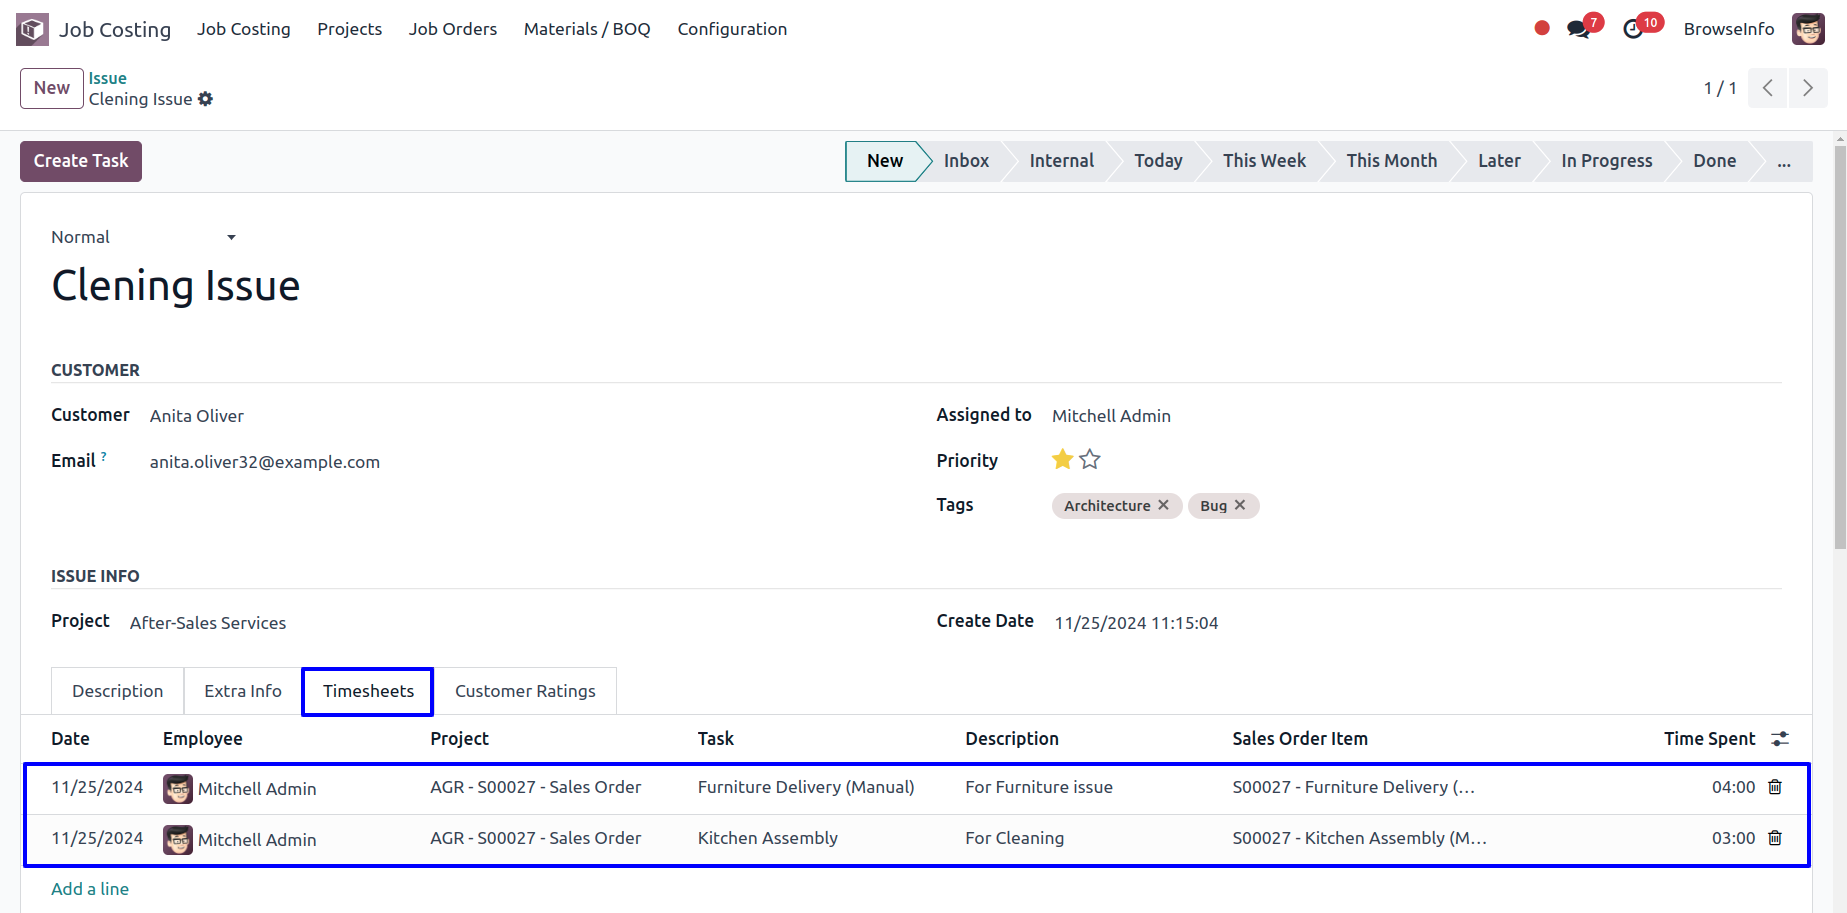 Job Costing Job Costing Projects Job Orders Materials / BOQ Configuration 7 10 BrowseInfo
New Issue
Clening Issue 1 / 1
Create Task New Inbox Internal Today This Week This Month Later In Progress Done ...
Normal
Clening Issue
CUSTOMER
Customer Anita Oliver Assigned to Mitchell Admin
Email ? anita.oliver32@example.com Priority
Tags Architecture ✕ Bug ✕
ISSUE INFO
Project After-Sales Services Create Date 11/25/2024 11:15:04
Description Extra Info Timesheets Customer Ratings
Date Employee Project Task Description Sales Order Item Time Spent
11/25/2024 Mitchell Admin AGR - S00027 - Sales Order Furniture Delivery (Manual) For Furniture issue S00027 - Furniture Delivery (... 04:00
11/25/2024 Mitchell Admin AGR - S00027 - Sales Order Kitchen Assembly For Cleaning S00027 - Kitchen Assembly (M... 03:00
Add a line